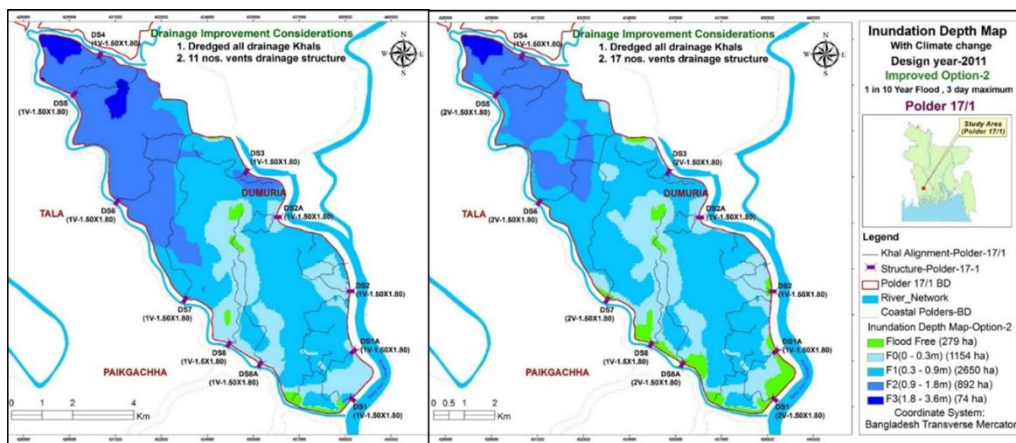 Drainage Improvement Considerations
1. Dredged all drainage Khals
2. 11 nos. vents drainage structure
DS4
(1V-1.50X1.80)
DS5
(1V-1.50X1.80)
DS3
(1V-1.50X1.80)
DUMURIA
DS2A
(1V-1.50X1.80)
TALA
DS6
(1V-1.50X1.80)
DS2
(1V-1.50X1.80)
DS7
(1V-1.50X1.80)
DS1A
(1V-1.50X1.80)
PAIKGACHHA
DS8
(1V-1.5X1.80)
DS8A
(1V-1.50X1.80)
DS1
(1V-1.50X1.80)
0 1 2 4
Km
Drainage Improvement Considerations
1. Dredged all drainage Khals
2. 17 nos. vents drainage structure
DS4
(1V-1.50X1.80)
DS5
(2V-1.50X1.80)
DS3
(2V-1.50X1.80)
DUMURIA
DS2A
(1V-1.50X1.80)
TALA
DS6
(2V-1.50X1.80)
DS2
(1V-1.50X1.80)
DS7
(2V-1.50X1.80)
DS1A
(1V-1.50X1.80)
PAIKGACHHA
DS8
(1V-1.50X1.80)
DS8A
(2V-1.50X1.80)
DS1
(2V-1.50X1.80)
0 0.5 1 2
Km
Inundation Depth Map
With Climate change
Design year-2011
Improved Option-2
1 in 10 Year Flood , 3 day maximum
Polder 17/1
Study Area
(Polder 17/1)
Legend
Khal Alignment-Polder-17/1
Structure-Polder-17-1
Polder 17/1 BD
River_Network
Coastal Polders-BD
Inundation Depth Map-Option-2
Flood Free (279 ha)
F0(0 - 0.3m) (1154 ha)
F1(0.3 - 0.9m) (2650 ha)
F2(0.9 - 1.8m) (892 ha)
F3(1.8 - 3.6m) (74 ha)
Coordinate System:
Bangladesh Transverse Mercator